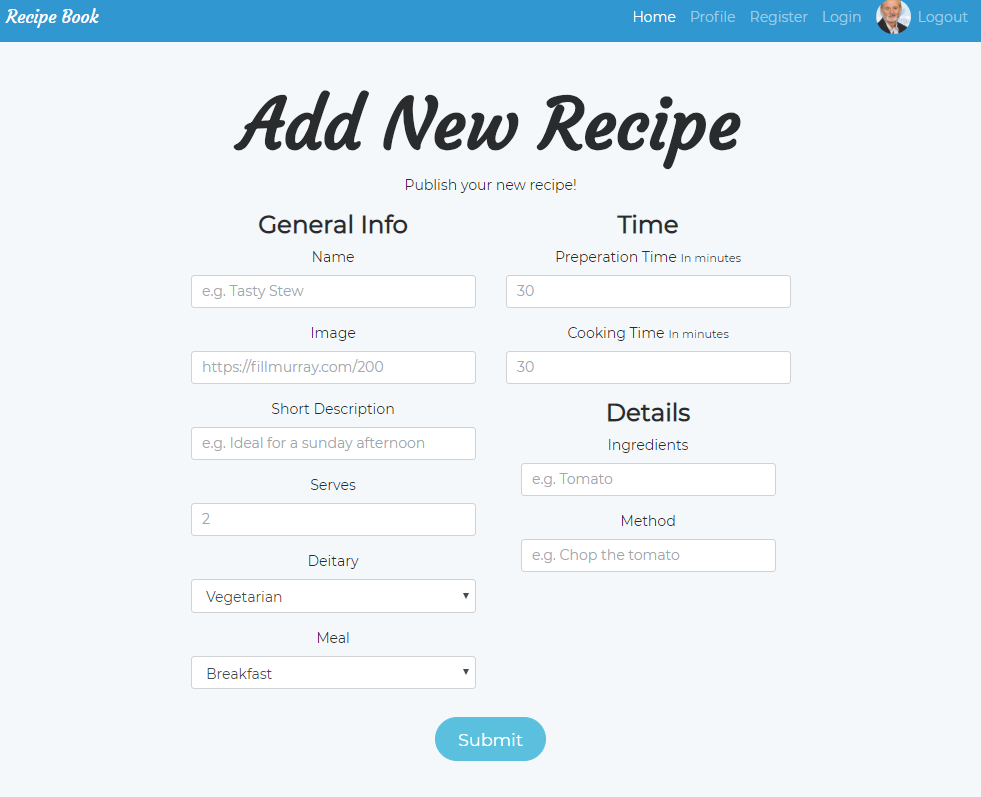 Recipe Book
Home Profile Register Login Logout
Add New Recipe
Publish your new recipe!
General Info
Name
e.g. Tasty Stew
Image
https://fillmurray.com/200
Short Description
e.g. Ideal for a sunday afternoon
Serves
2
Deitary
Vegetarian
Meal
Breakfast
Time
Preperation Time In minutes
30
Cooking Time In minutes
30
Details
Ingredients
e.g. Tomato
Method
e.g. Chop the tomato
Submit